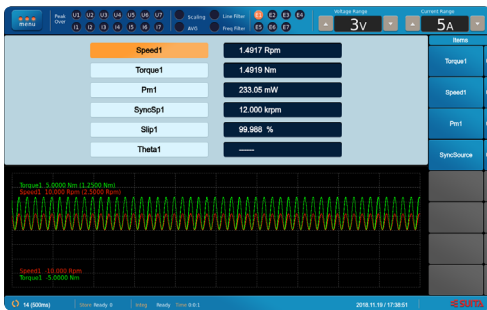 menu
Peak Over
U1 U2 U3 U4 U5 U6 U7
I1 I2 I3 I4 I5 I6 I7
Scaling
AVG
Line Filter
Freq Filter
E1 E2 E3 E4
E5 E6 E7
Voltage Range
3V
Current Range
5A
Items
Speed1 1.4917 Rpm
Torque1 1.4919 Nm
Pm1 233.05 mW
SyncSp1 12.000 krpm
Slip1 99.988 %
Theta1 -----
Torque1
Speed1
Pm1
SyncSource
Torque1 5.0000 Nm (1.2500 Nm)
Speed1 10.000 rpm (2.5000 Rpm)
Speed1 -10.000 rpm
Torque1 -5.0000 Nm
14 (500ms)
Store Ready 0
Integ Ready Time 0:0:1
2018.11.19 / 17:38:51